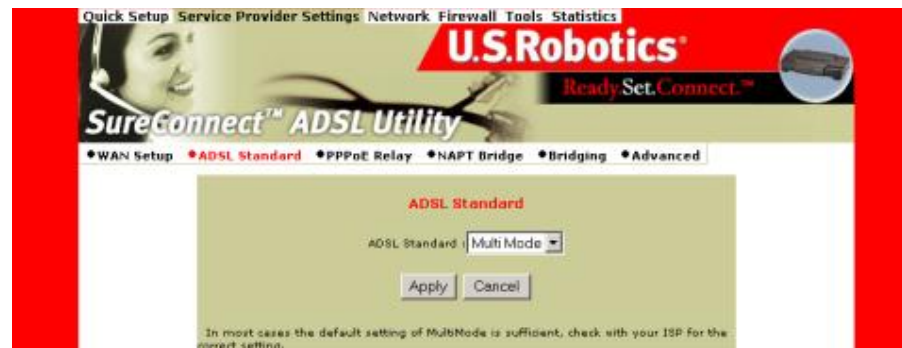 Quick Setup Service Provider Settings Network Firewall Tools Statistics
U.S.Robotics
Ready.Set.Connect.™
SureConnect™ ADSL Utility
WAN Setup ADSL Standard PPPoE Relay NAPT Bridge Bridging Advanced
ADSL Standard
ADSL Standard : Multi Mode
Apply Cancel
In most cases the default setting of MultiMode is sufficient, check with your ISP for the
correct setting.